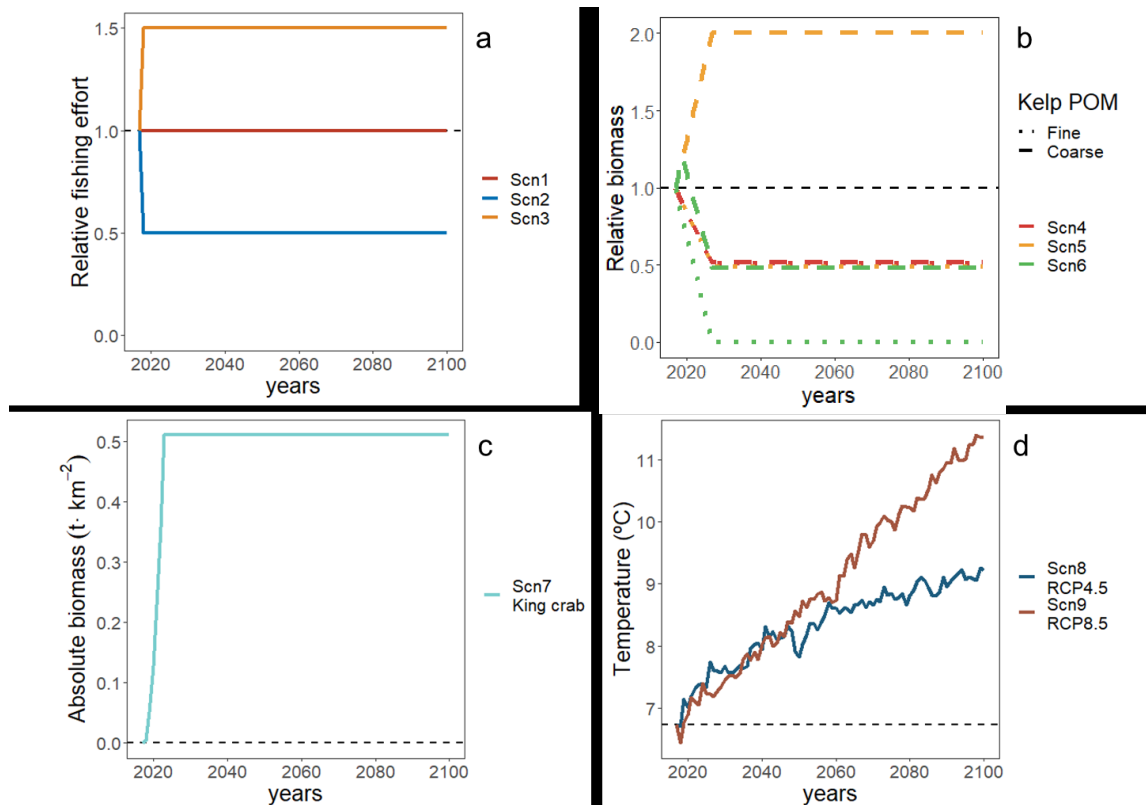 a
Relative fishing effort
1.5
1.0
0.5
0.0
2020 2040 2060 2080 2100
years
Scn1
Scn2
Scn3
b
Relative biomass
2.0
1.5
1.0
0.5
0.0
2020 2040 2060 2080 2100
years
Kelp POM
Fine
Coarse
Scn4
Scn5
Scn6
c
Absolute biomass (t· km⁻²)
0.5
0.4
0.3
0.2
0.1
0.0
2020 2040 2060 2080 2100
years
Scn7
King crab
d
Temperature (ºC)
11
10
9
8
7
2020 2040 2060 2080 2100
years
Scn8
RCP4.5
Scn9
RCP8.5